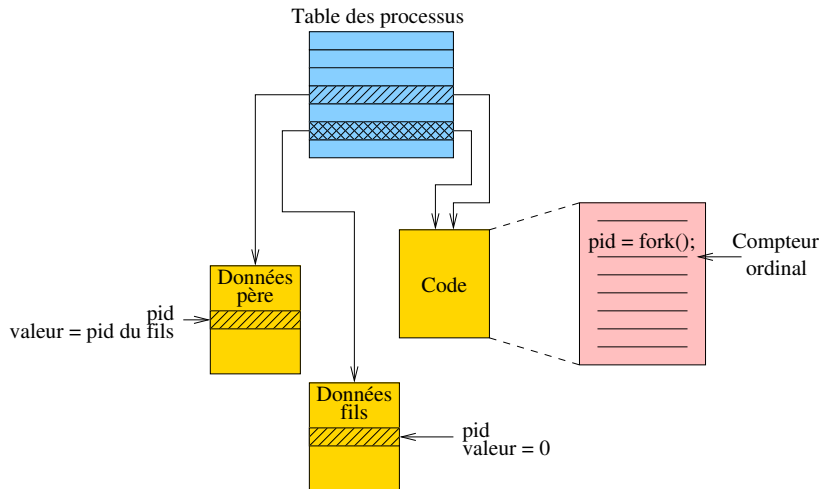 Table des processus
pid = fork();
Compteur
ordinal
Code
Données
père
pid
valeur = pid du fils
Données
fils
pid
valeur = 0